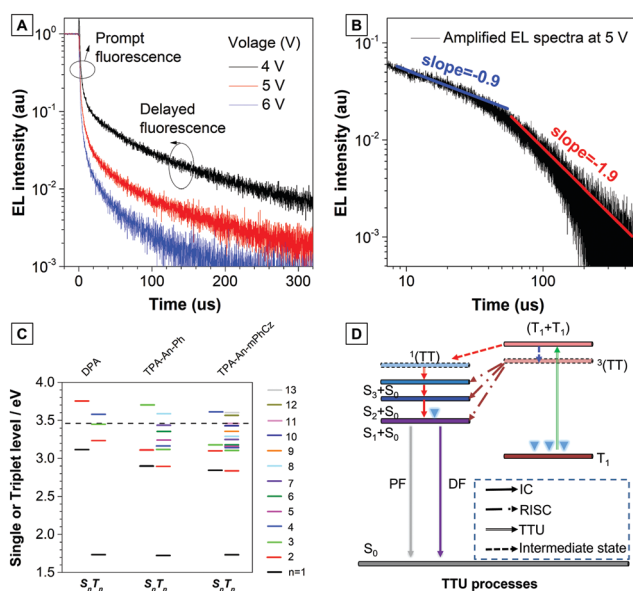 A
EL intensity (au)
10^0
10^-1
10^-2
10^-3
Prompt
fluorescence
Volage (V)
4 V
5 V
6 V
Delayed
fluorescence
0 100 200 300
Time (us)
B
EL intensity (au)
10^-1
10^-2
10^-3
Amplified EL spectra at 5 V
slope=-0.9
slope=-1.9
10 100
Time (us)
C
Single or Triplet level / eV
DPA
TPA-An-Ph
TPA-An-mPhCz
4.0
3.5
3.0
2.5
2.0
1.5
13
12
11
10
9
8
7
6
5
4
3
2
n=1
SnTn SnTn SnTn
D
(T1+T1)
1(TT)
3(TT)
S3+S0
S2+S0
S1+S0
T1
PF DF
IC
RISC
TTU
Intermediate state
S0
TTU processes